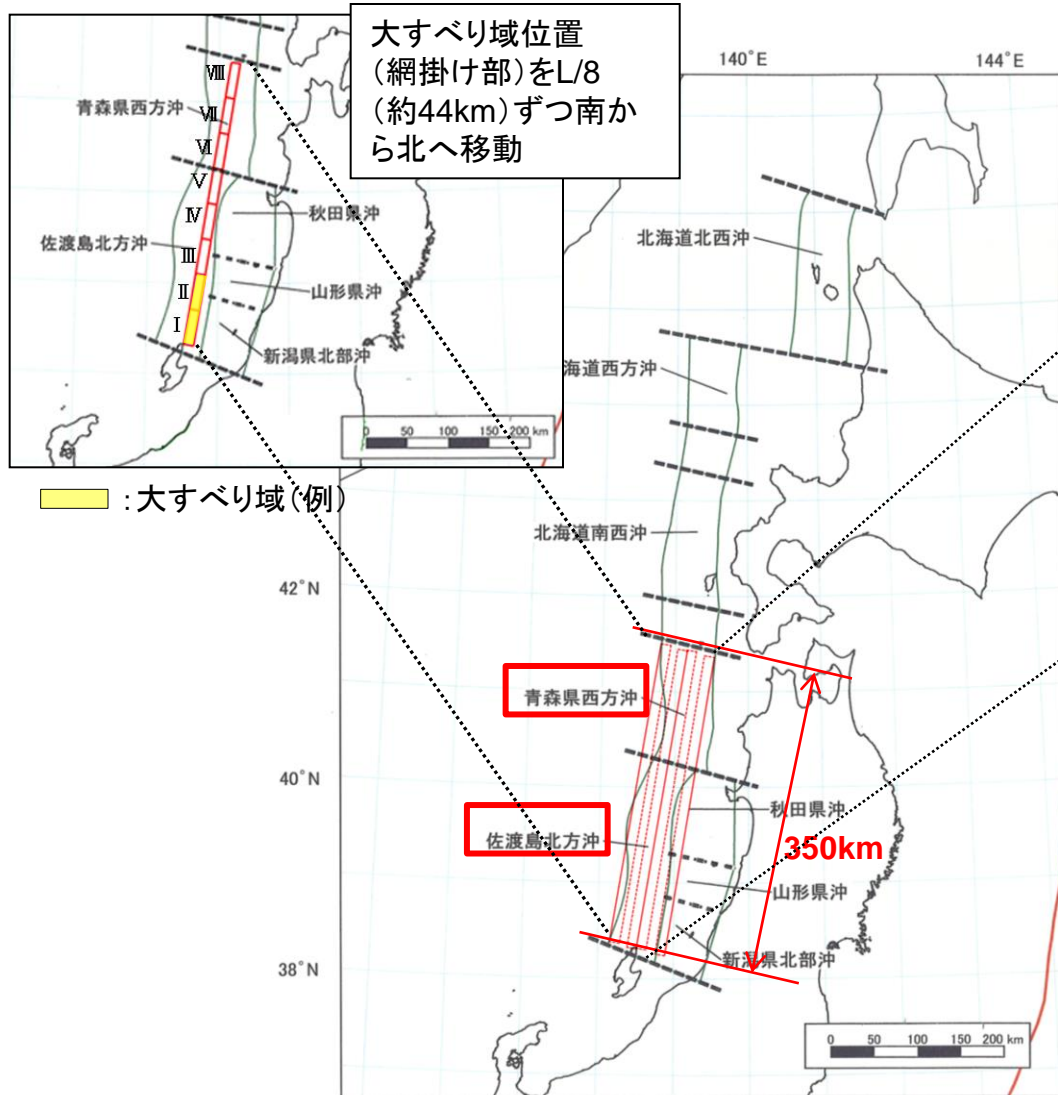 大すべり域位置
(網掛け部)をL/8
(約44km)ずつ南か
ら北へ移動
Ⅷ
青森県西方沖
Ⅶ
Ⅵ
Ⅴ
Ⅳ
秋田県沖
佐渡島北方沖
Ⅲ
Ⅱ
山形県沖
Ⅰ
新潟県北部沖
0 50 100 150 200 km
:大すべり域(例)
140°E
144°E
北海道北西沖
海道西方沖
北海道南西沖
42°N
青森県西方沖
40°N
秋田県沖
佐渡島北方沖
350km
山形県沖
新潟県北部沖
38°N
0 50 100 150 200 km